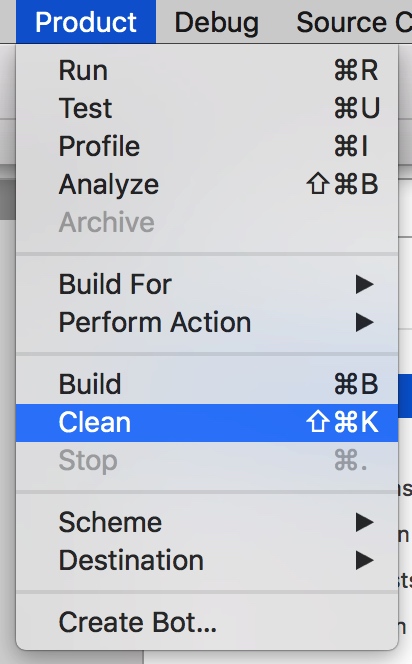 Product Debug Source C
Run ⌘R
Test ⌘U
Profile ⌘I
Analyze ⇧⌘B
Archive
Build For ▶
Perform Action ▶
Build ⌘B
Clean ⇧⌘K
Stop ⌘.
Scheme ▶
Destination ▶
Create Bot...